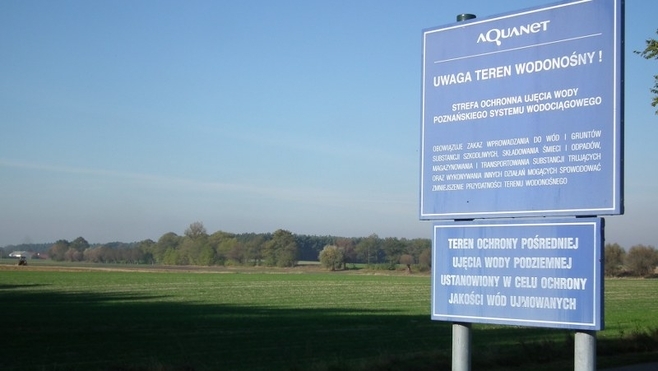 AQUANET
UWAGA TEREN WODONOŚNY !
STREFA OCHRONNA UJĘCIA WODY
POZNAŃSKIEGO SYSTEMU WODOCIĄGOWEGO
OBOWIĄZUJE ZAKAZ WPROWADZANIA DO WÓD I GRUNTÓW
SUBSTANCJI SZKODLIWYCH, SKŁADOWANIA ŚMIECI I ODPADÓW,
MAGAZYNOWANIA I TRANSPORTOWANIA SUBSTANCJI TRUJĄCYCH
ORAZ WYKONYWANIA INNYCH DZIAŁAŃ MOGĄCYCH SPOWODOWAĆ
ZMNIEJSZENIE PRZYDATNOŚCI TERENU WODONOŚNEGO
TEREN OCHRONY POŚREDNIEJ
UJĘCIA WODY PODZIEMNEJ
USTANOWIONY W CELU OCHRONY
JAKOŚCI WÓD UJMOWANYCH